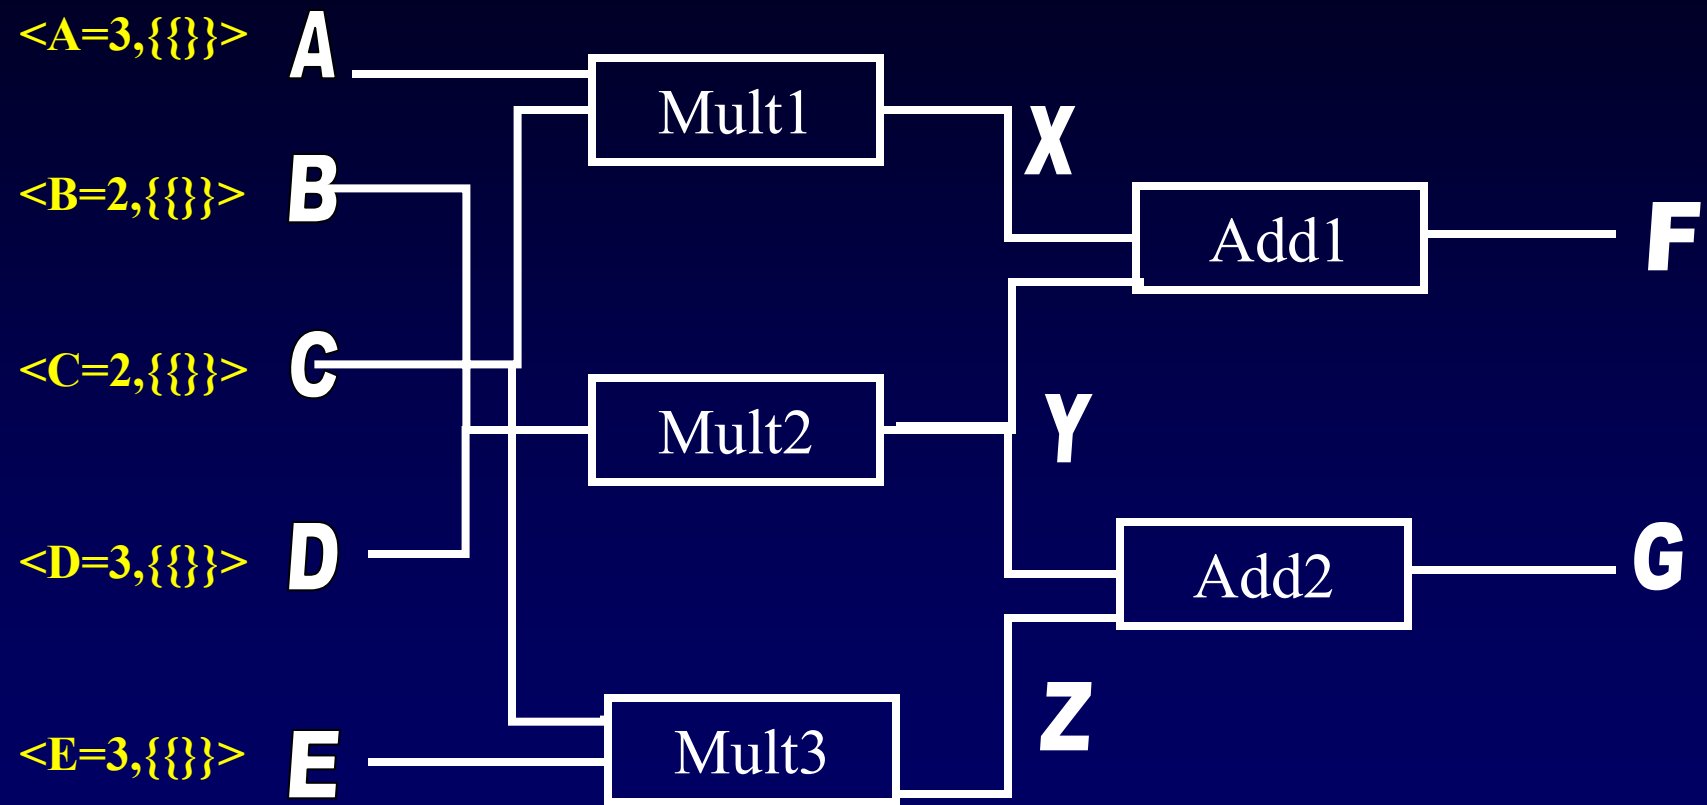 <A=3,{{}}>
A
Mult1
X
<B=2,{{}}>
B
Add1
F
<C=2,{{}}>
C
Mult2
Y
<D=3,{{}}>
D
Add2
G
<E=3,{{}}>
E
Mult3
Z